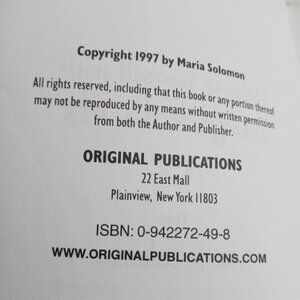 Copyright 1997 by Maria Solomon
All rights reserved, including that this book or any portion thereof
may not be reproduced by any means without written permission
from both the Author and Publisher.
ORIGINAL PUBLICATIONS
22 East Mall
Plainview, New York 11803
ISBN: 0-942272-49-8
WWW.ORIGINALPUBLICATIONS.COM